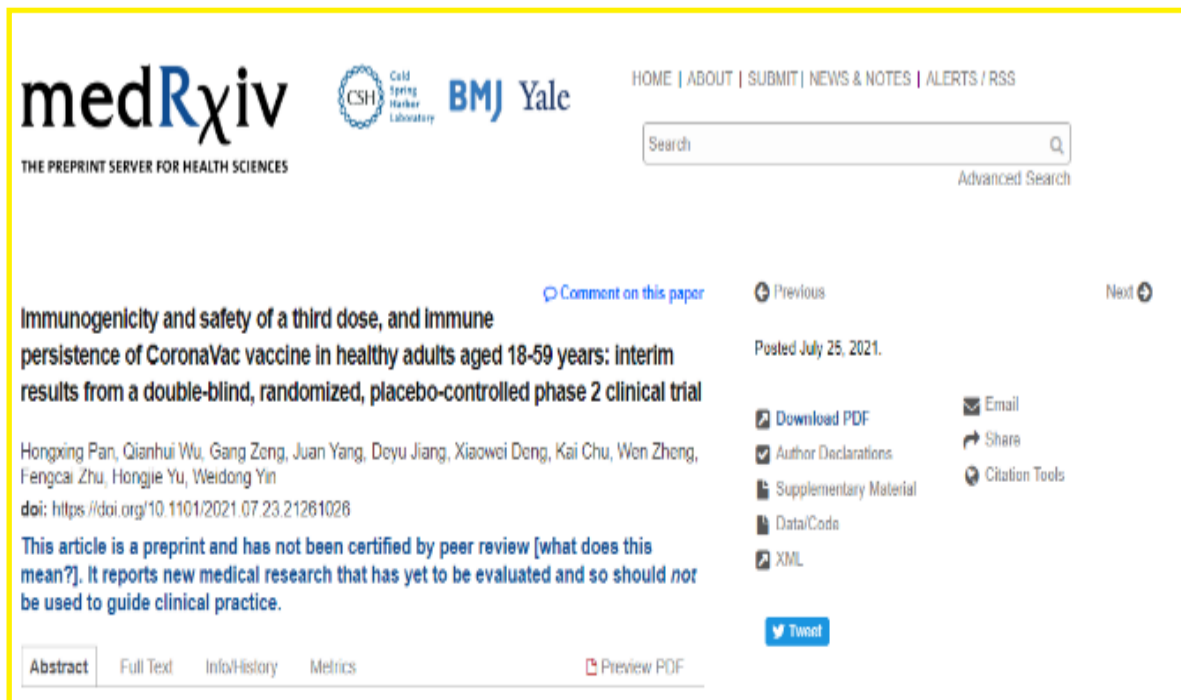 medRχiv
THE PREPRINT SERVER FOR HEALTH SCIENCES
CSH
Cold
Spring
Harbor
Laboratory
BMJ Yale
HOME | ABOUT | SUBMIT | NEWS & NOTES | ALERTS / RSS
Search
Advanced Search
Comment on this paper
Immunogenicity and safety of a third dose, and immune
persistence of CoronaVac vaccine in healthy adults aged 18-59 years: interim
results from a double-blind, randomized, placebo-controlled phase 2 clinical trial
Hongxing Pan, Qianhui Wu, Gang Zeng, Juan Yang, Deyu Jiang, Xiaowei Deng, Kai Chu, Wen Zheng,
Fengcai Zhu, Hongjie Yu, Weidong Yin
doi: https://doi.org/10.1101/2021.07.23.21261026
This article is a preprint and has not been certified by peer review [what does this
mean?]. It reports new medical research that has yet to be evaluated and so should not
be used to guide clinical practice.
Abstract Full Text Info/History Metrics Preview PDF
Previous Next
Posted July 25, 2021.
Download PDF
Author Declarations
Supplementary Material
Data/Code
XML
Email
Share
Citation Tools
Tweet